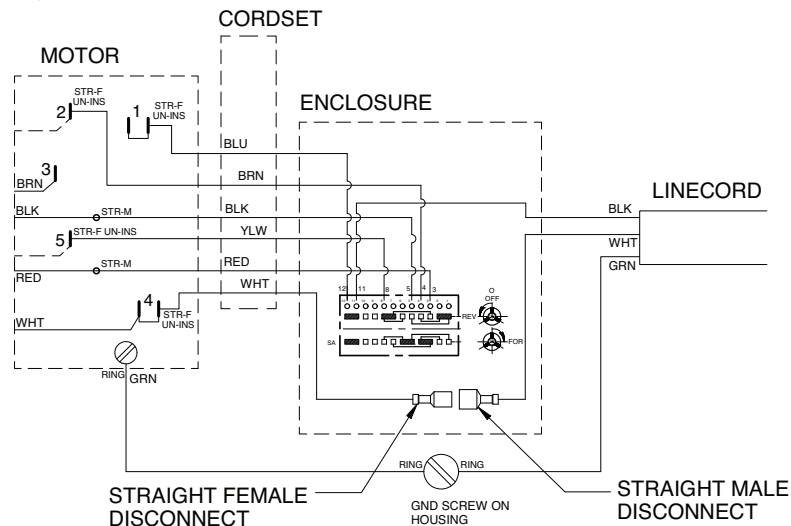 CORDSET
MOTOR
ENCLOSURE
LINECORD
2
STR-F
UN-INS
1
STR-F
UN-INS
BLU
3
BRN
BRN
BLK
STR-M
BLK
BLK
5
STR-F UN-INS
YLW
WHT
RED
STR-M
RED
GRN
WHT
4
STR-F
UN-INS
WHT
12
11
8
5
4
3
O
OFF
REV
SA
FOR
RING
GRN
RING
RING
GND SCREW ON
HOUSING
STRAIGHT FEMALE
DISCONNECT
STRAIGHT MALE
DISCONNECT